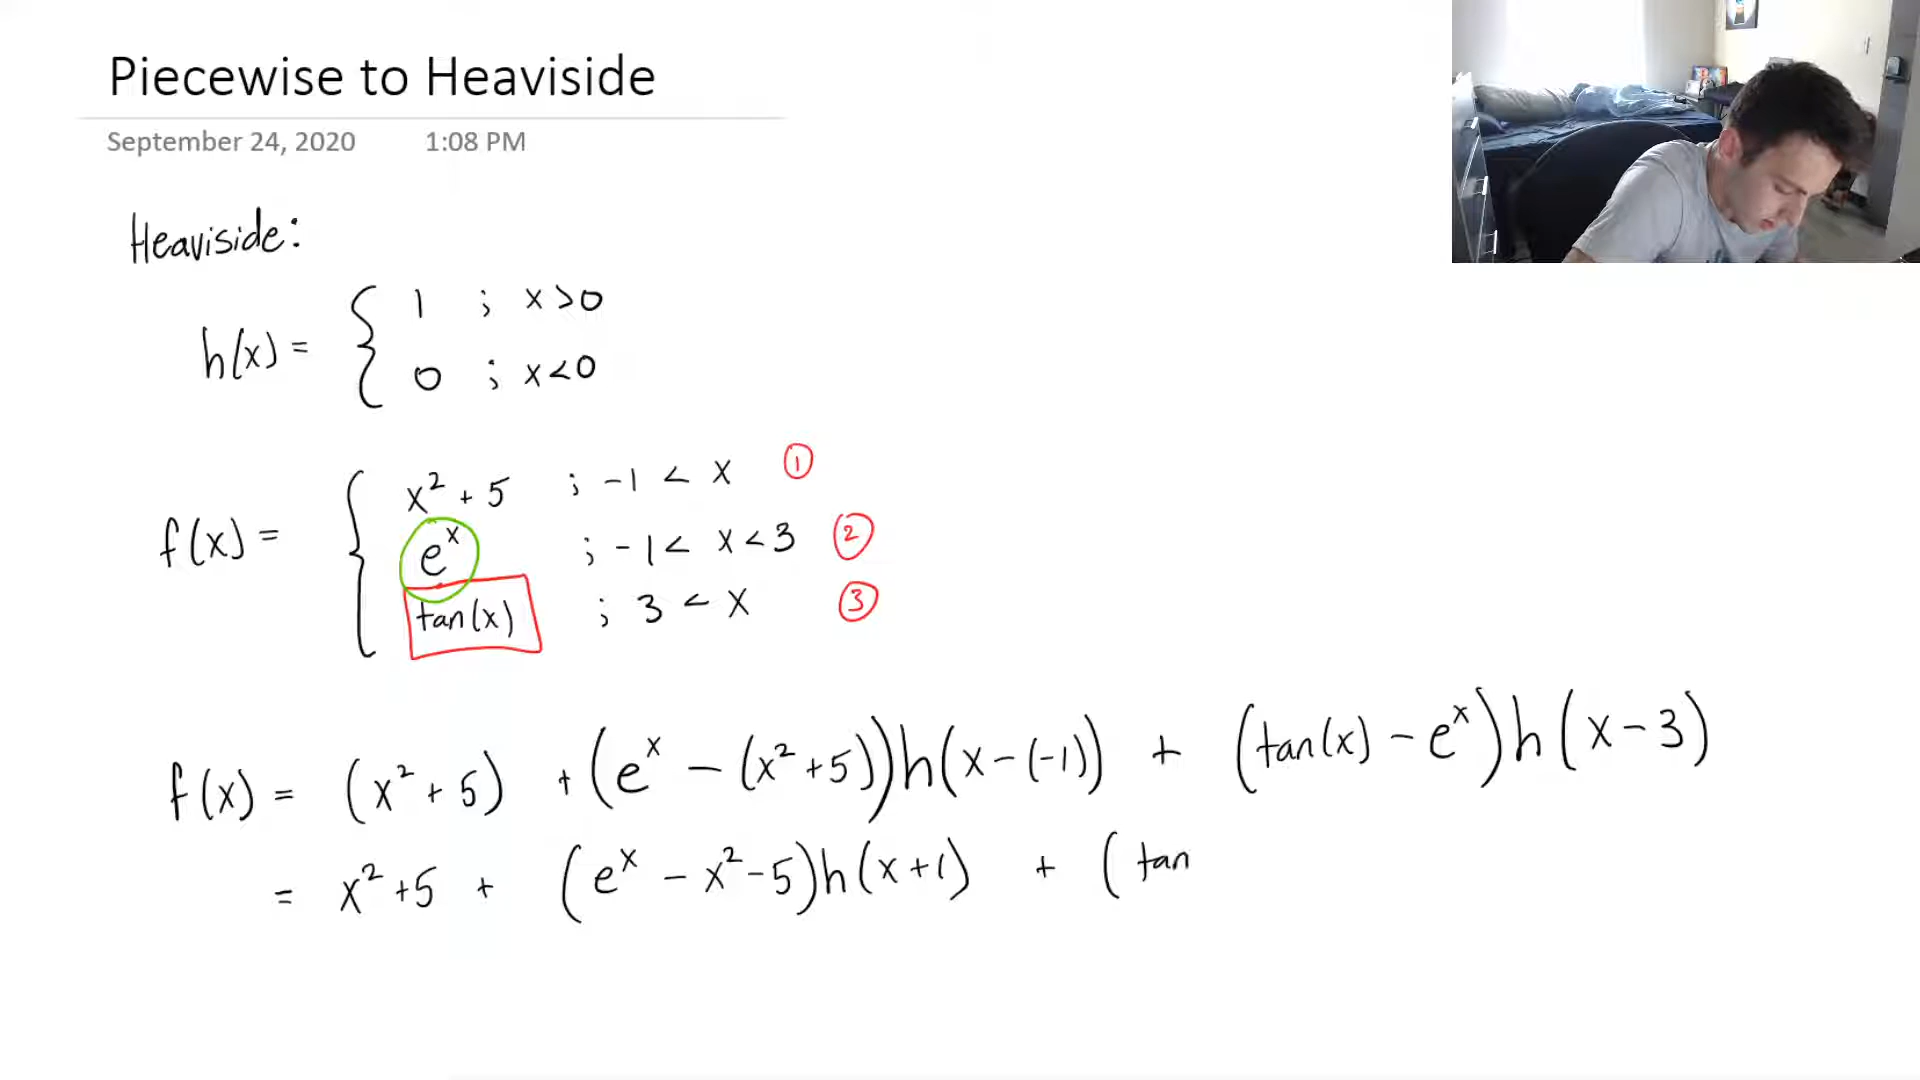 Piecewise to Heaviside
September 24, 2020 1:08 PM
Heaviside:
h(x) = { 1 ; x>0
0 ; x<0
f(x) = { x² + 5 ; -1 < x ①
eˣ ; -1 < x < 3 ②
tan(x) ; 3 < x ③
f(x) = (x² + 5) + (eˣ - (x² + 5))h(x - (-1)) + (tan(x) - eˣ)h(x - 3)
= x² + 5 + (eˣ - x² - 5)h(x + 1) + (tan